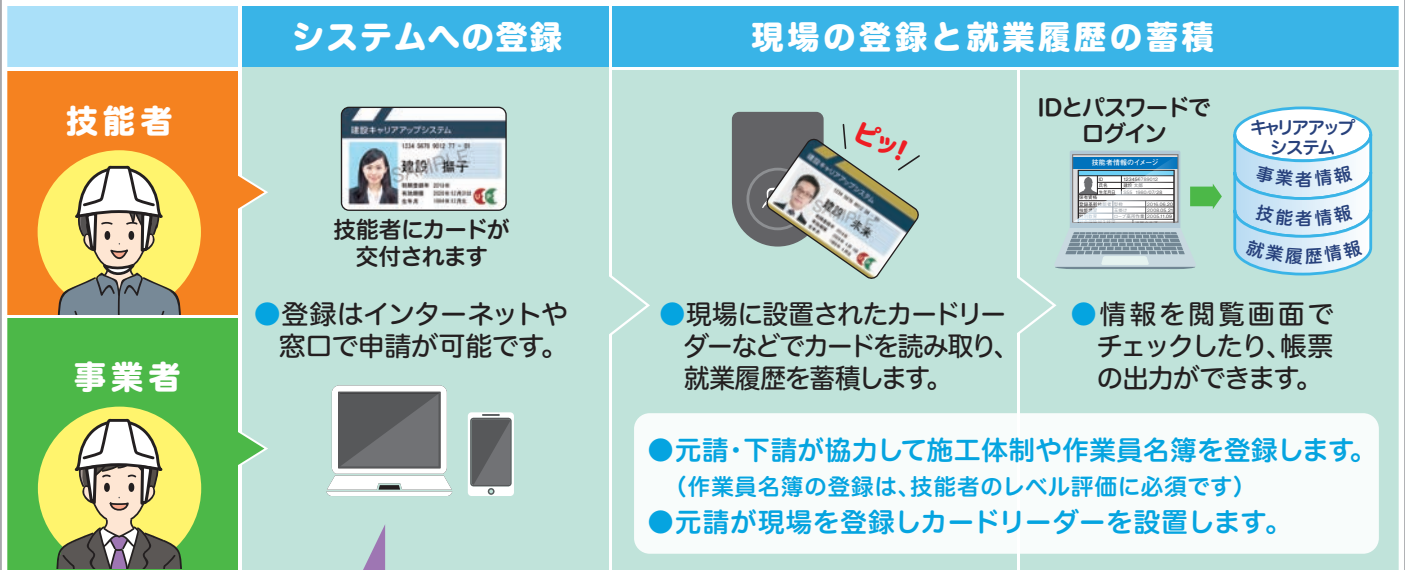 システムへの登録
現場の登録と就業履歴の蓄積
技能者
建設キャリアアップシステム
1234 5678 9012 77 - 01
建設 撫子
SAMPLE
技能者にカードが
交付されます
●登録はインターネットや
窓口で申請が可能です。
ピッ!
建設
SAMPLE
●現場に設置されたカードリー
ダーなどでカードを読み取り、
就業履歴を蓄積します。
IDとパスワードで
ログイン
技能者情報のイメージ
ID
キャリアアップ
システム
事業者情報
技能者情報
就業履歴情報
●情報を閲覧画面で
チェックしたり、帳票
の出力ができます。
事業者
●元請・下請が協力して施工体制や作業員名簿を登録します。
(作業員名簿の登録は、技能者のレベル評価に必須です)
●元請が現場を登録しカードリーダーを設置します。